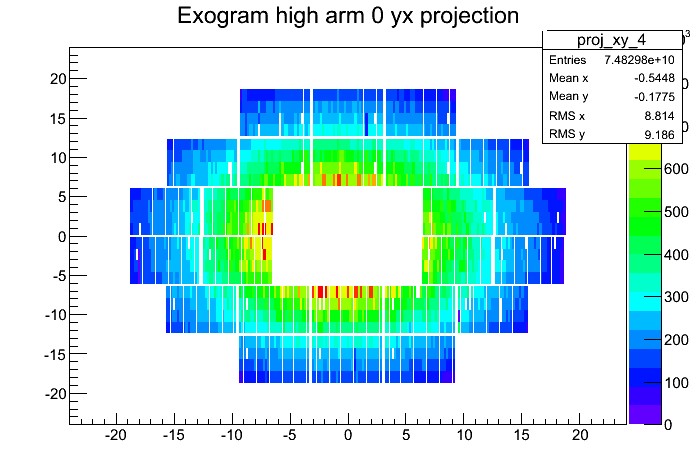 Exogram high arm 0 yx projection
proj_xy_4
Entries 7.48298e+10
Mean x -0.5448
Mean y -0.1775
RMS x 8.814
RMS y 9.186
20
15
10
5
0
-5
-10
-15
-20
-20 -15 -10 -5 0 5 10 15 20
600
500
400
300
200
100
0